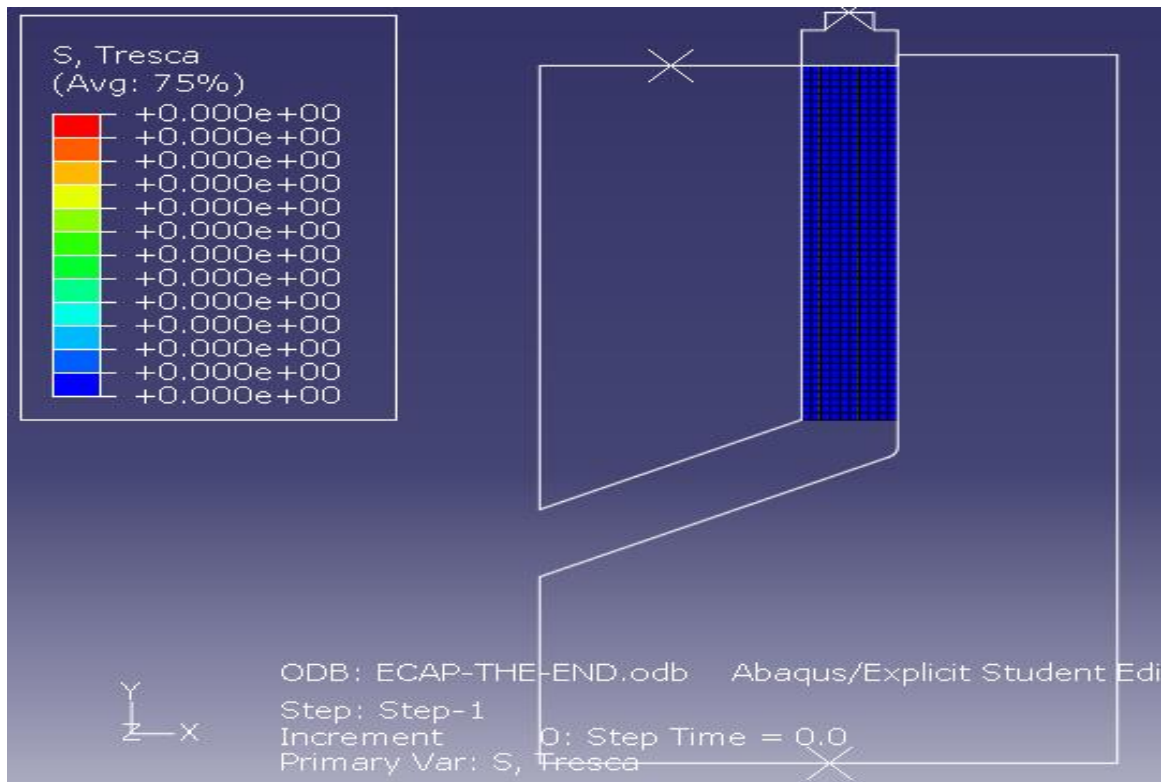 S, Tresca
(Avg: 75%)
+0.000e+00
+0.000e+00
+0.000e+00
+0.000e+00
+0.000e+00
+0.000e+00
+0.000e+00
+0.000e+00
+0.000e+00
+0.000e+00
+0.000e+00
+0.000e+00
+0.000e+00
Y
Z X
ODB: ECAP-THE-END.odb Abaqus/Explicit Student Edi
Step: Step-1
Increment 0: Step Time = 0.0
Primary Var: S, Tresca